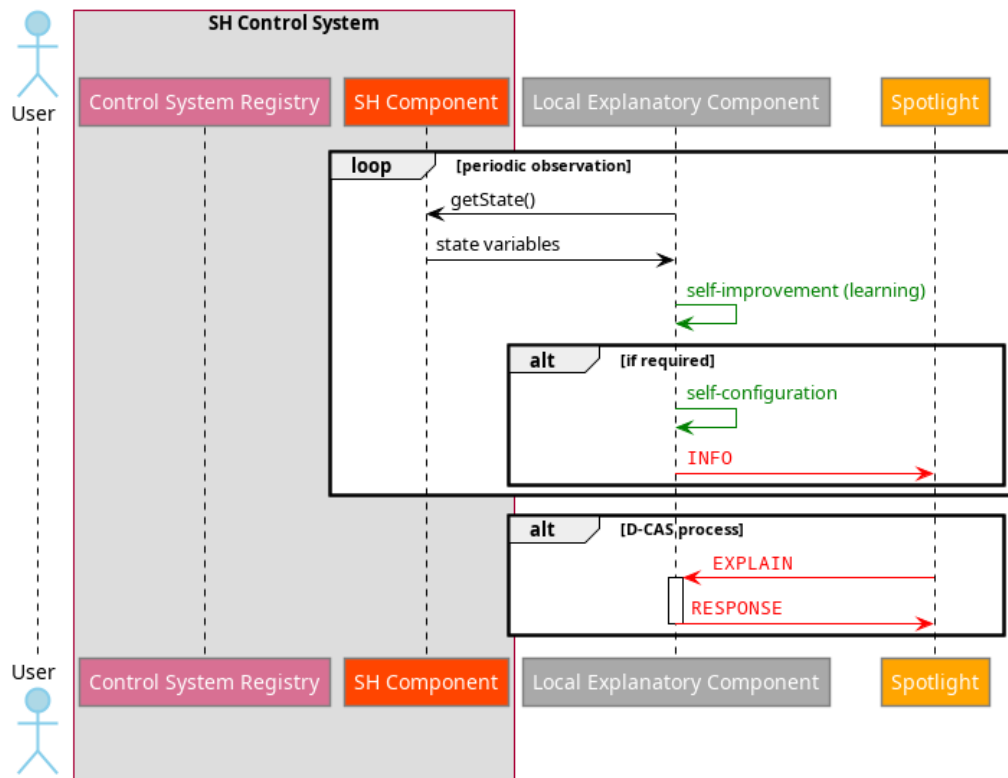 SH Control System
User
Control System Registry
SH Component
Local Explanatory Component
Spotlight
loop
[periodic observation]
getState()
state variables
self-improvement (learning)
alt
[if required]
self-configuration
INFO
alt
[D-CAS process]
EXPLAIN
RESPONSE
User
Control System Registry
SH Component
Local Explanatory Component
Spotlight